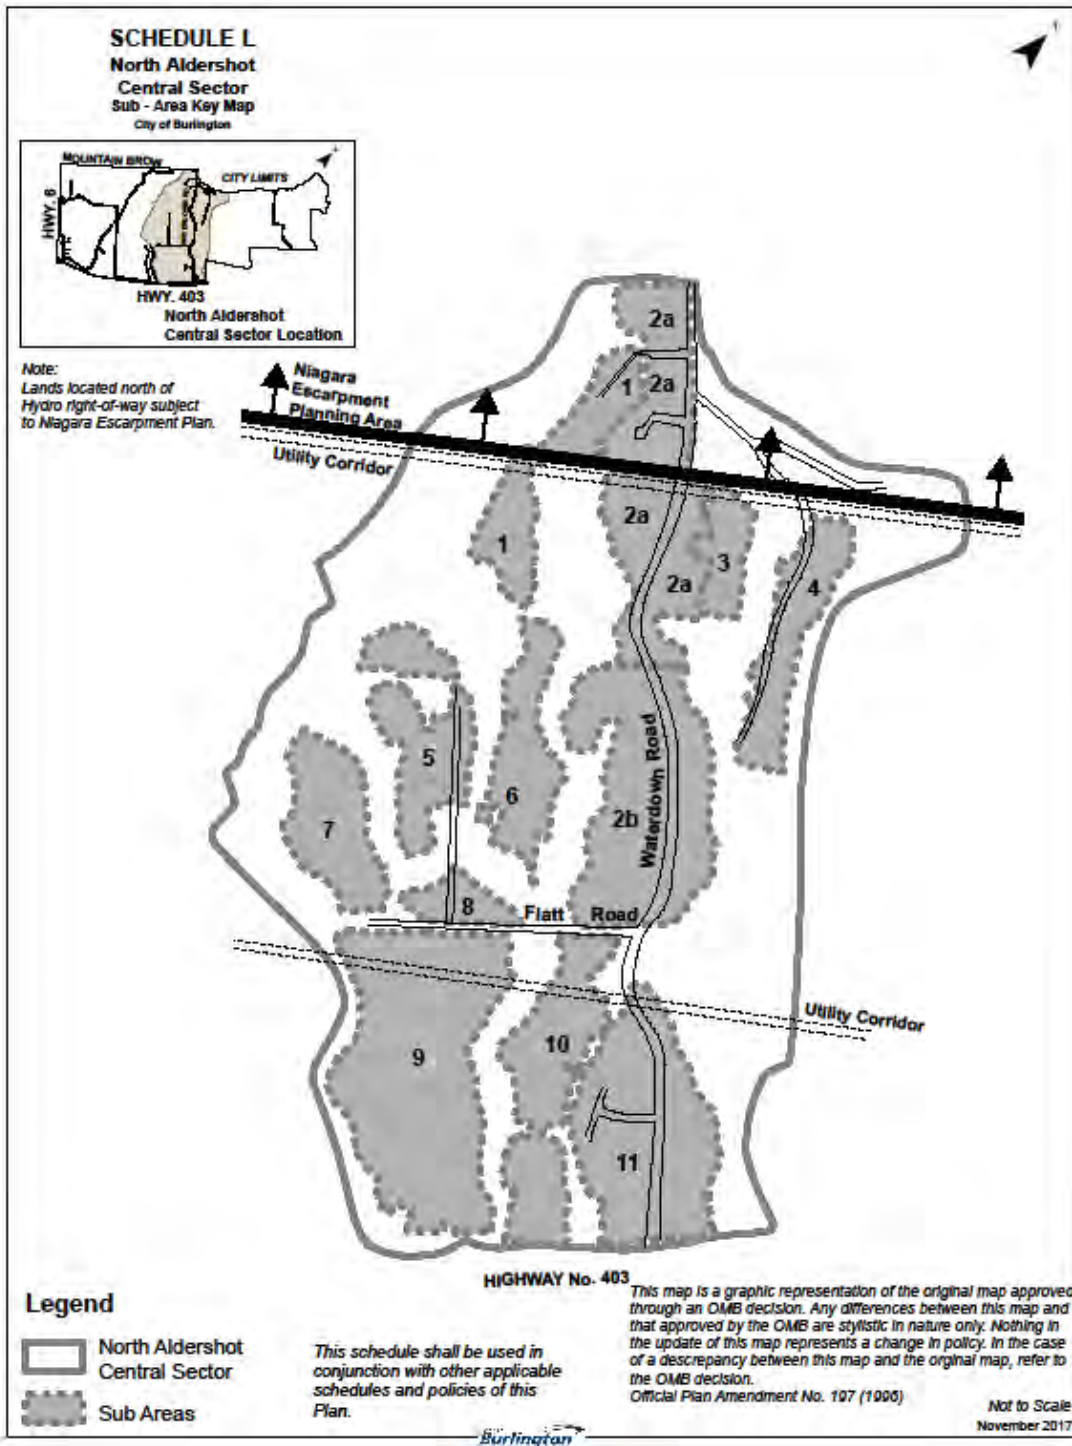 SCHEDULE L
North Aldershot
Central Sector
Sub - Area Key Map
City of Burlington
MOUNTAIN BROW
CITY LIMITS
HWY. 6
HWY. 403
North Aldershot
Central Sector Location
Note:
Lands located north of
Hydro right-of-way subject
to Niagara Escarpment Plan.
Niagara
Escarpment
Planning Area
Utility Corridor
2a
1
2a
2a
1
3
2a
4
5
6
7
2b
Waterdown Road
8
Flatt Road
Utility Corridor
9
10
11
HIGHWAY No. 403
Legend
North Aldershot
Central Sector
Sub Areas
This schedule shall be used in
conjunction with other applicable
schedules and policies of this
Plan.
This map is a graphic representation of the original map approved
through an OMB decision. Any differences between this map and
that approved by the OMB are stylistic in nature only. Nothing in
the update of this map represents a change in policy. In the case
of a descrepancy between this map and the orginal map, refer to
the OMB decision.
Official Plan Amendment No. 197 (1996)
Not to Scale
November 2017
Burlington